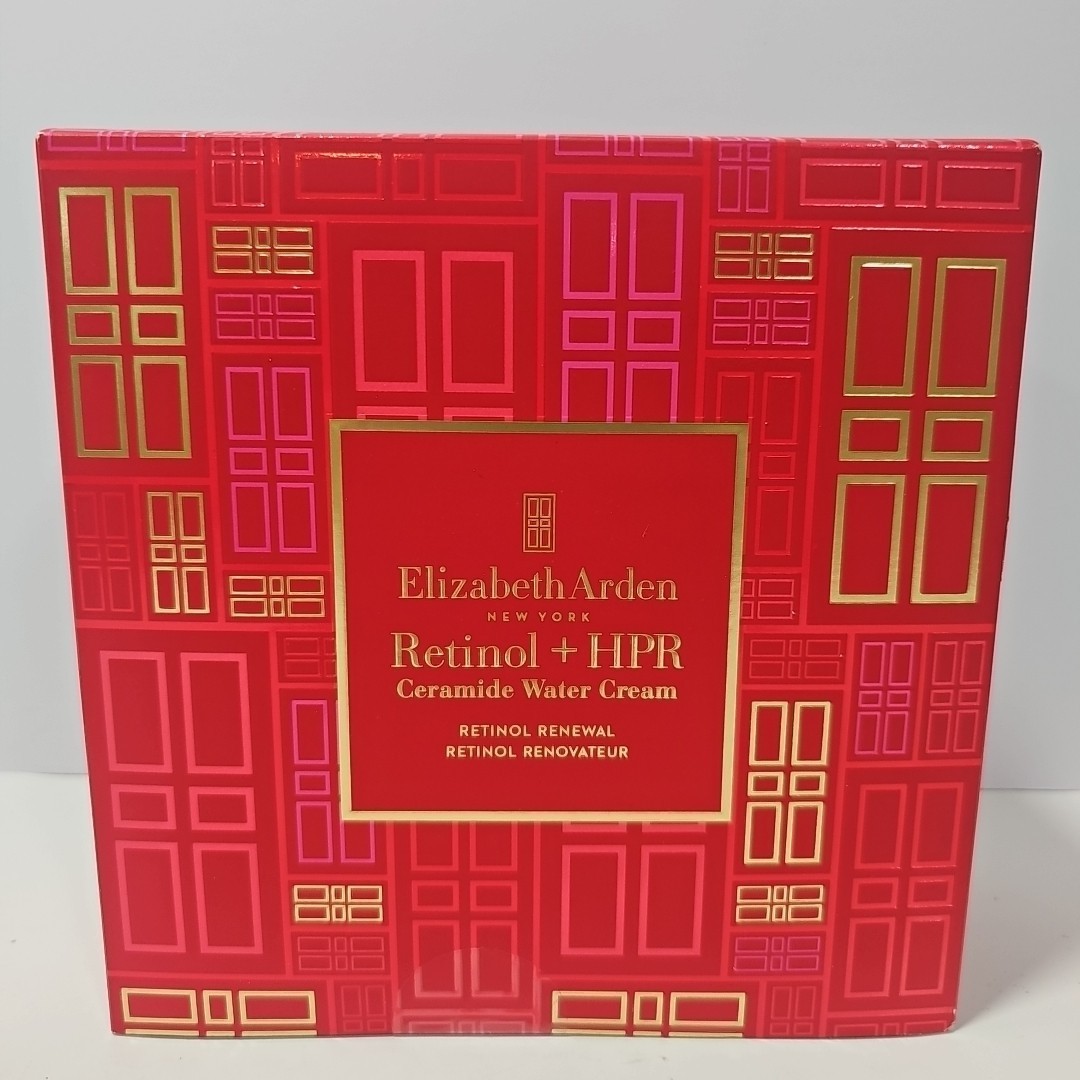 Elizabeth Arden
NEW YORK
Retinol + HPR
Ceramide Water Cream
RETINOL RENEWAL
RETINOL RENOVATEUR